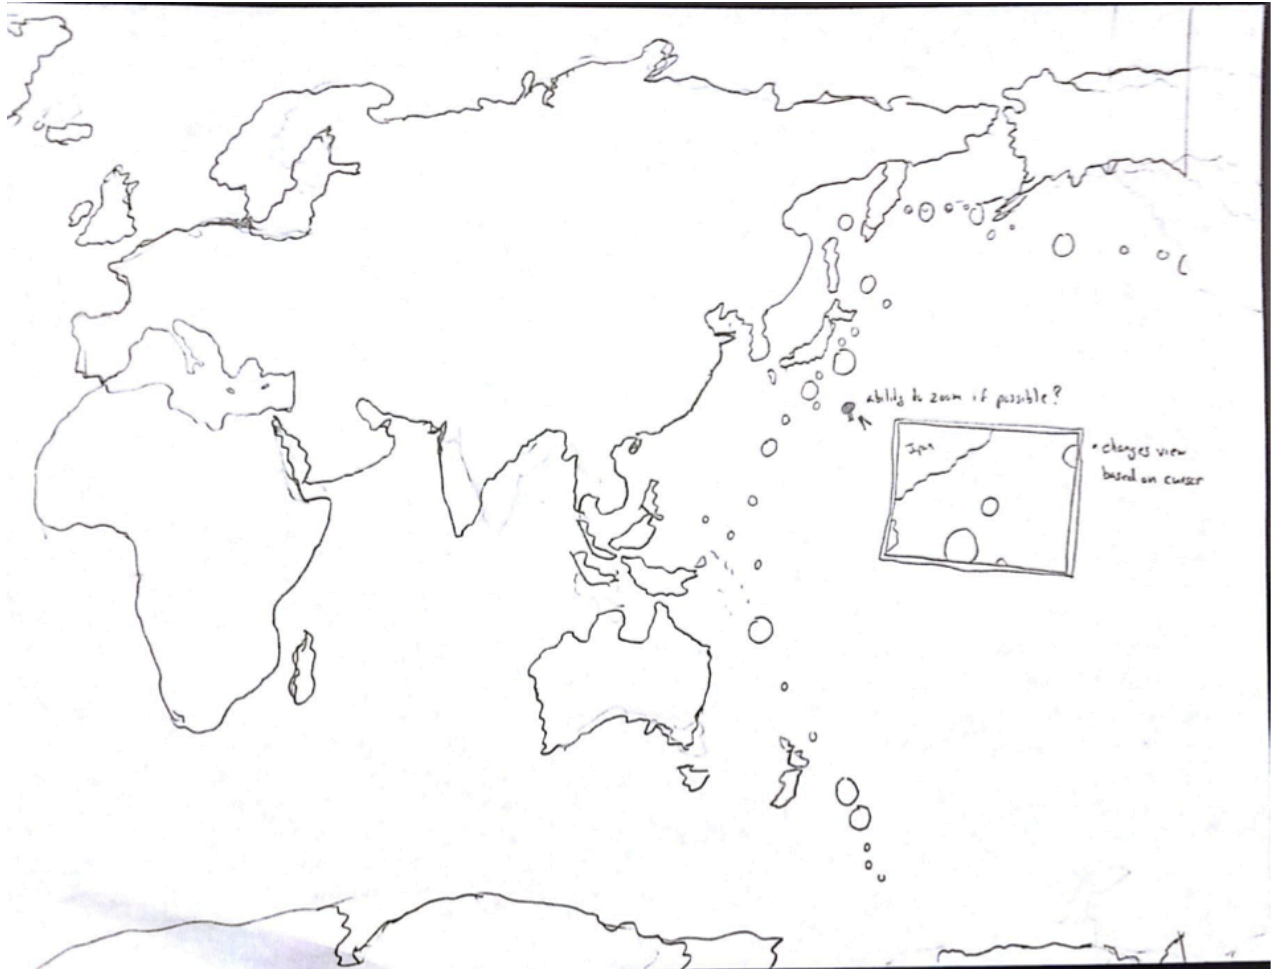 ability to zoom if possible?
Japan
• changes view
based on cursor